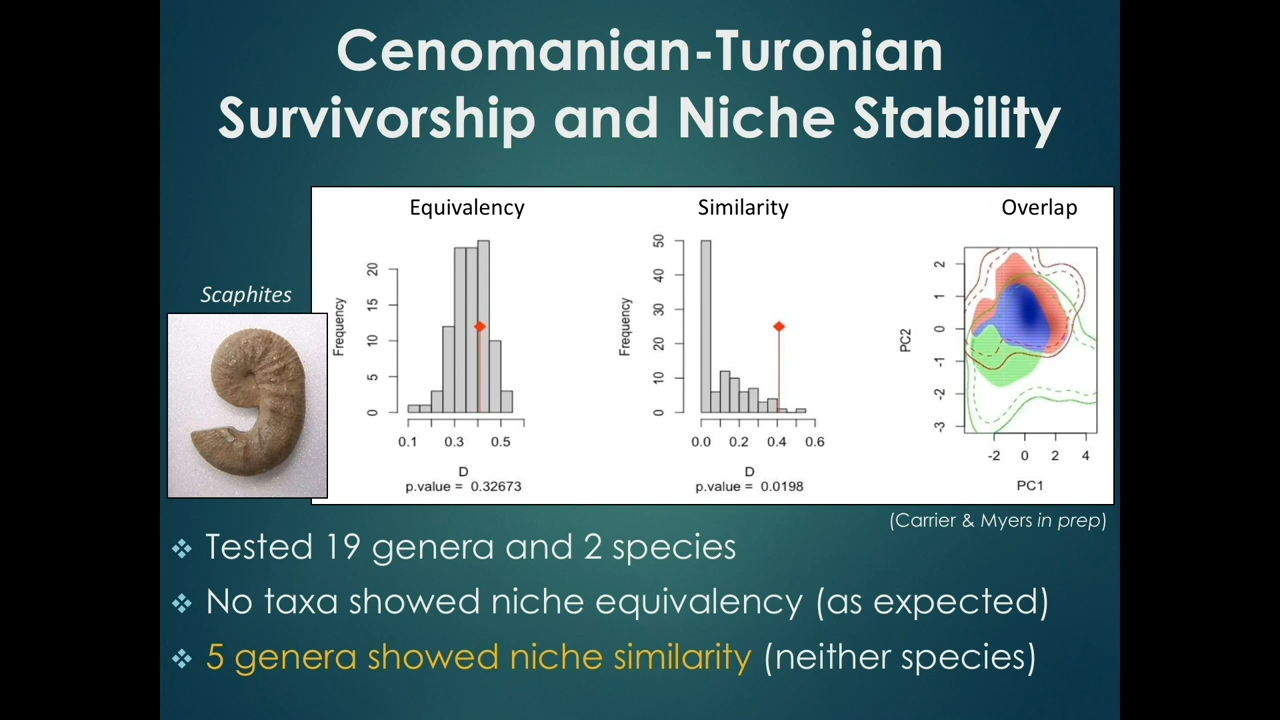 Cenomanian-Turonian
Survivorship and Niche Stability
Scaphites
Equivalency
Frequency
0
5
10
15
20
0.1
0.3
0.5
D
p.value = 0.32673
Similarity
Frequency
0
10
20
30
40
50
0.0
0.2
0.4
0.6
D
p.value = 0.0198
Overlap
PC2
2
1
0
-1
-2
-3
-2
0
2
4
PC1
(Carrier & Myers in prep)
❖ Tested 19 genera and 2 species
❖ No taxa showed niche equivalency (as expected)
❖ 5 genera showed niche similarity (neither species)